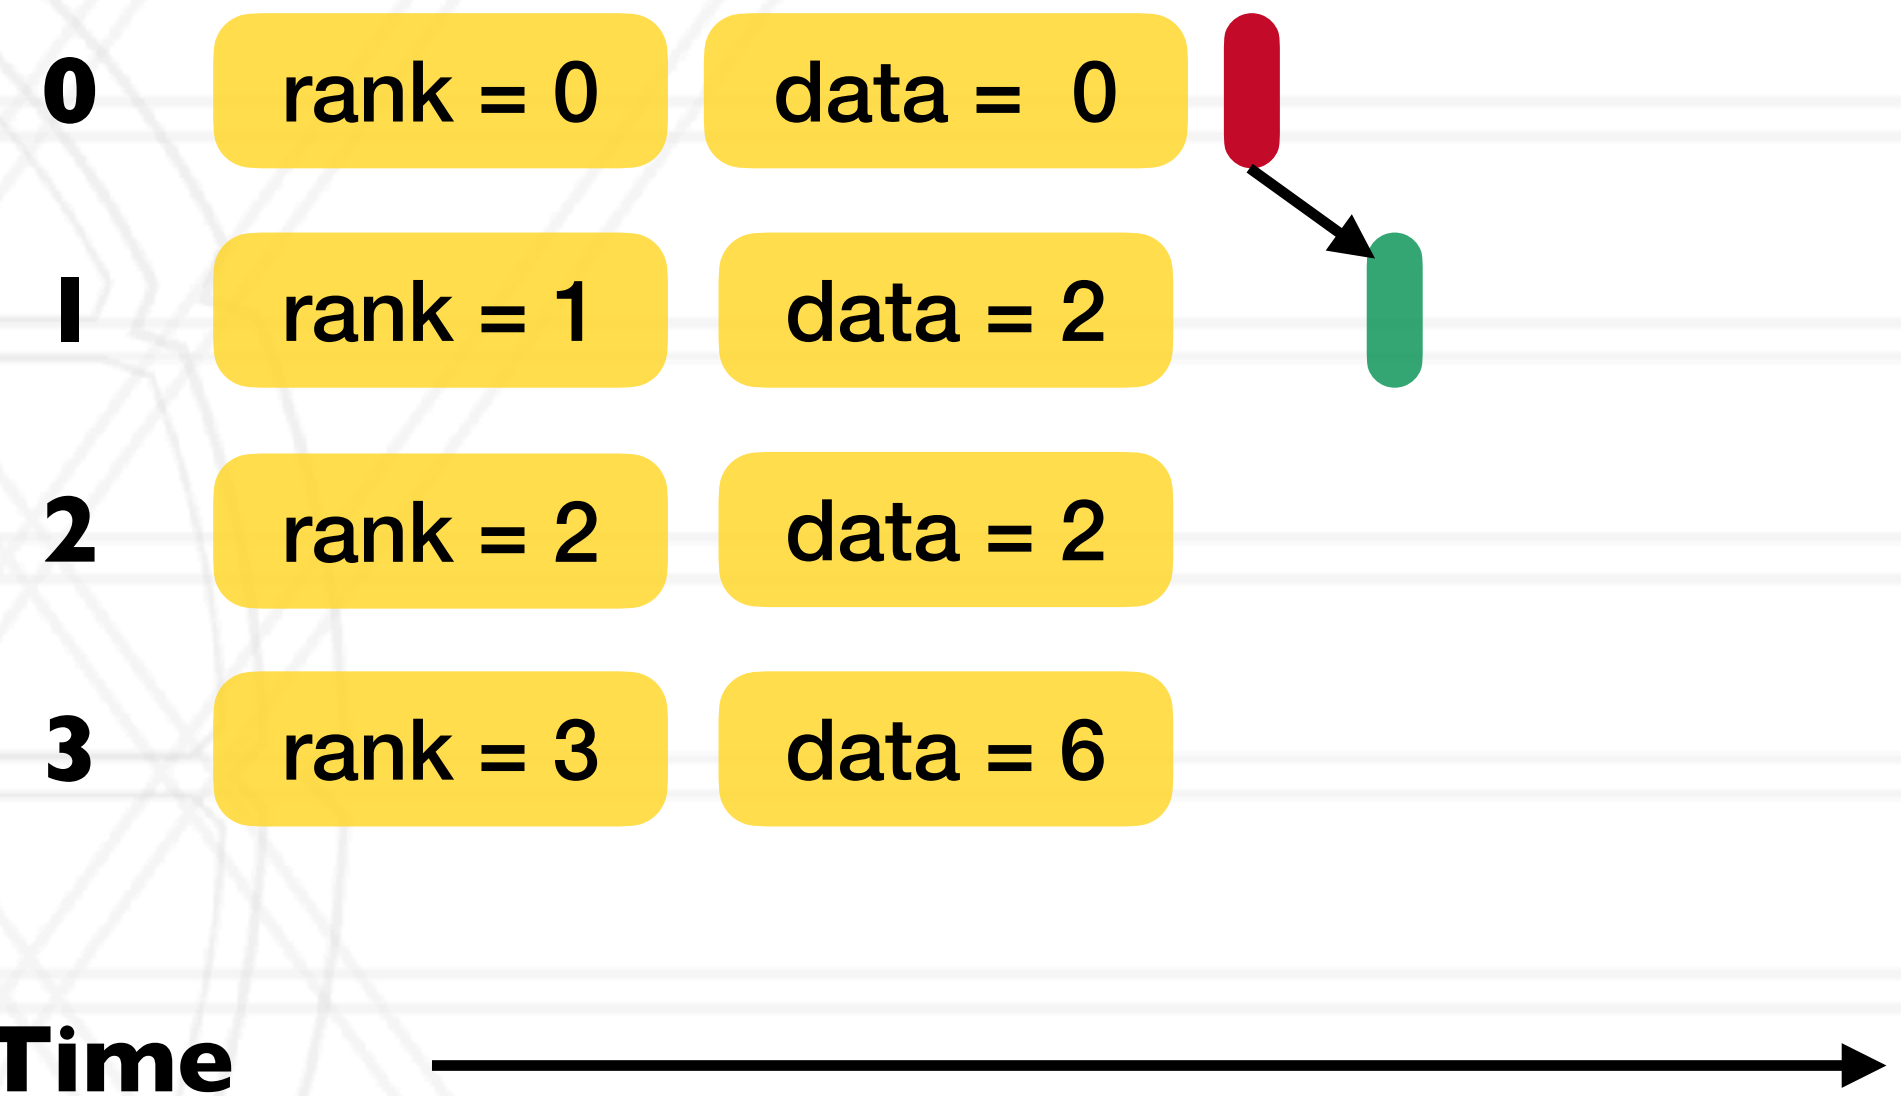 0 rank = 0 data = 0
1 rank = 1 data = 2
2 rank = 2 data = 2
3 rank = 3 data = 6
Time